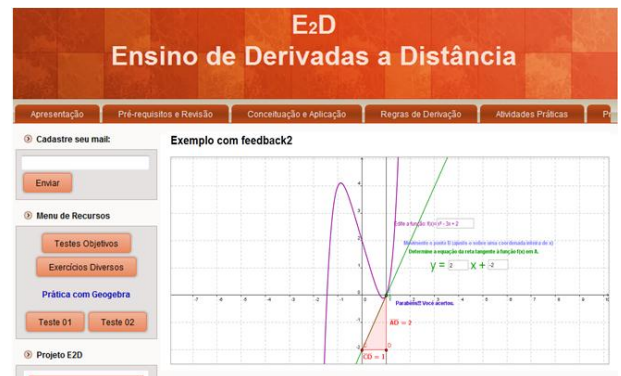 E2D
Ensino de Derivadas a Distância
Apresentação
Pré-requisitos e Revisão
Conceituação e Aplicação
Regras de Derivação
Atividades Práticas
Cadastre seu mail:
Enviar
Menu de Recursos
Testes Objetivos
Exercícios Diversos
Prática com Geogebra
Teste 01
Teste 02
Projeto E2D
Exemplo com feedback2
Edite a função: f(x)=
Determine a equação da reta tangente à função f(x) em A.
y = 2 x + -2
Parabéns!!! Você acertou.
AD = 2
CD = 1